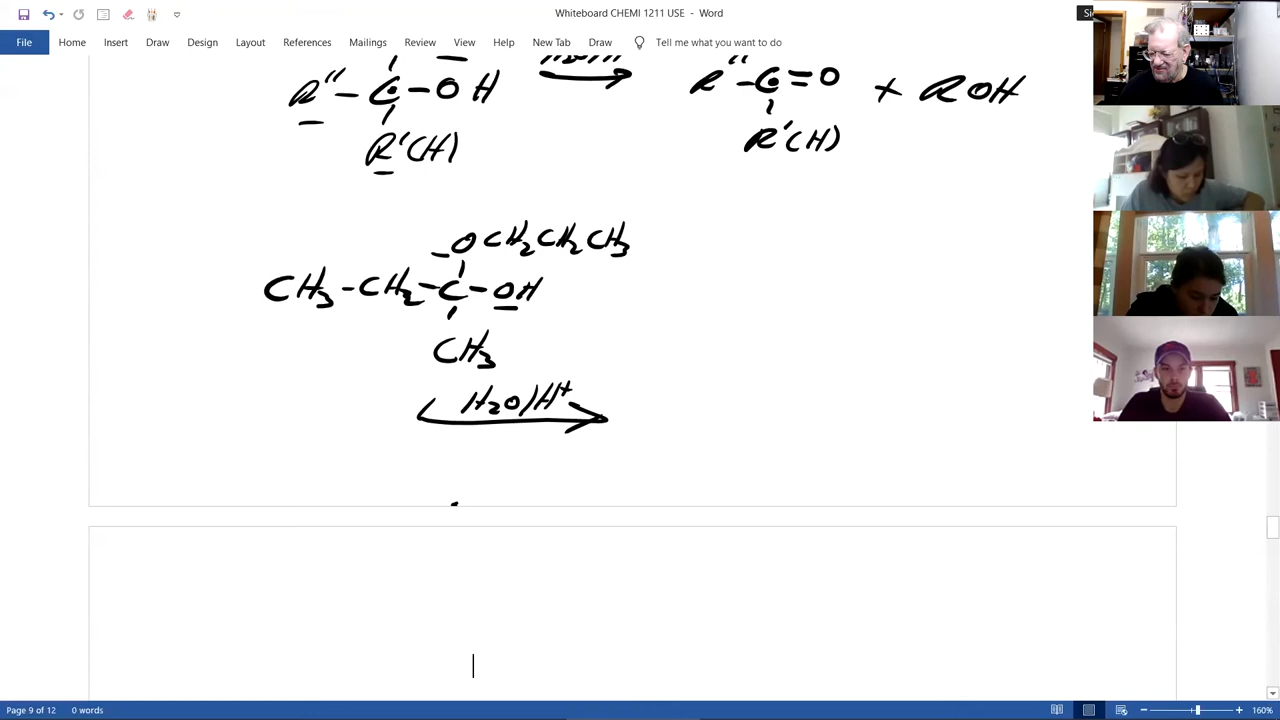 Whiteboard CHEMI 1211 USE - Word
Si
File Home Insert Draw Design Layout References Mailings Review View Help New Tab Draw Tell me what you want to do
R" - C - OH
R'(H)
R" - C = O + ROH
R'(H)
OCH2CH2CH3
CH3 - CH2 - C - OH
CH3
H2O/H+
Page 9 of 12 0 words
160%